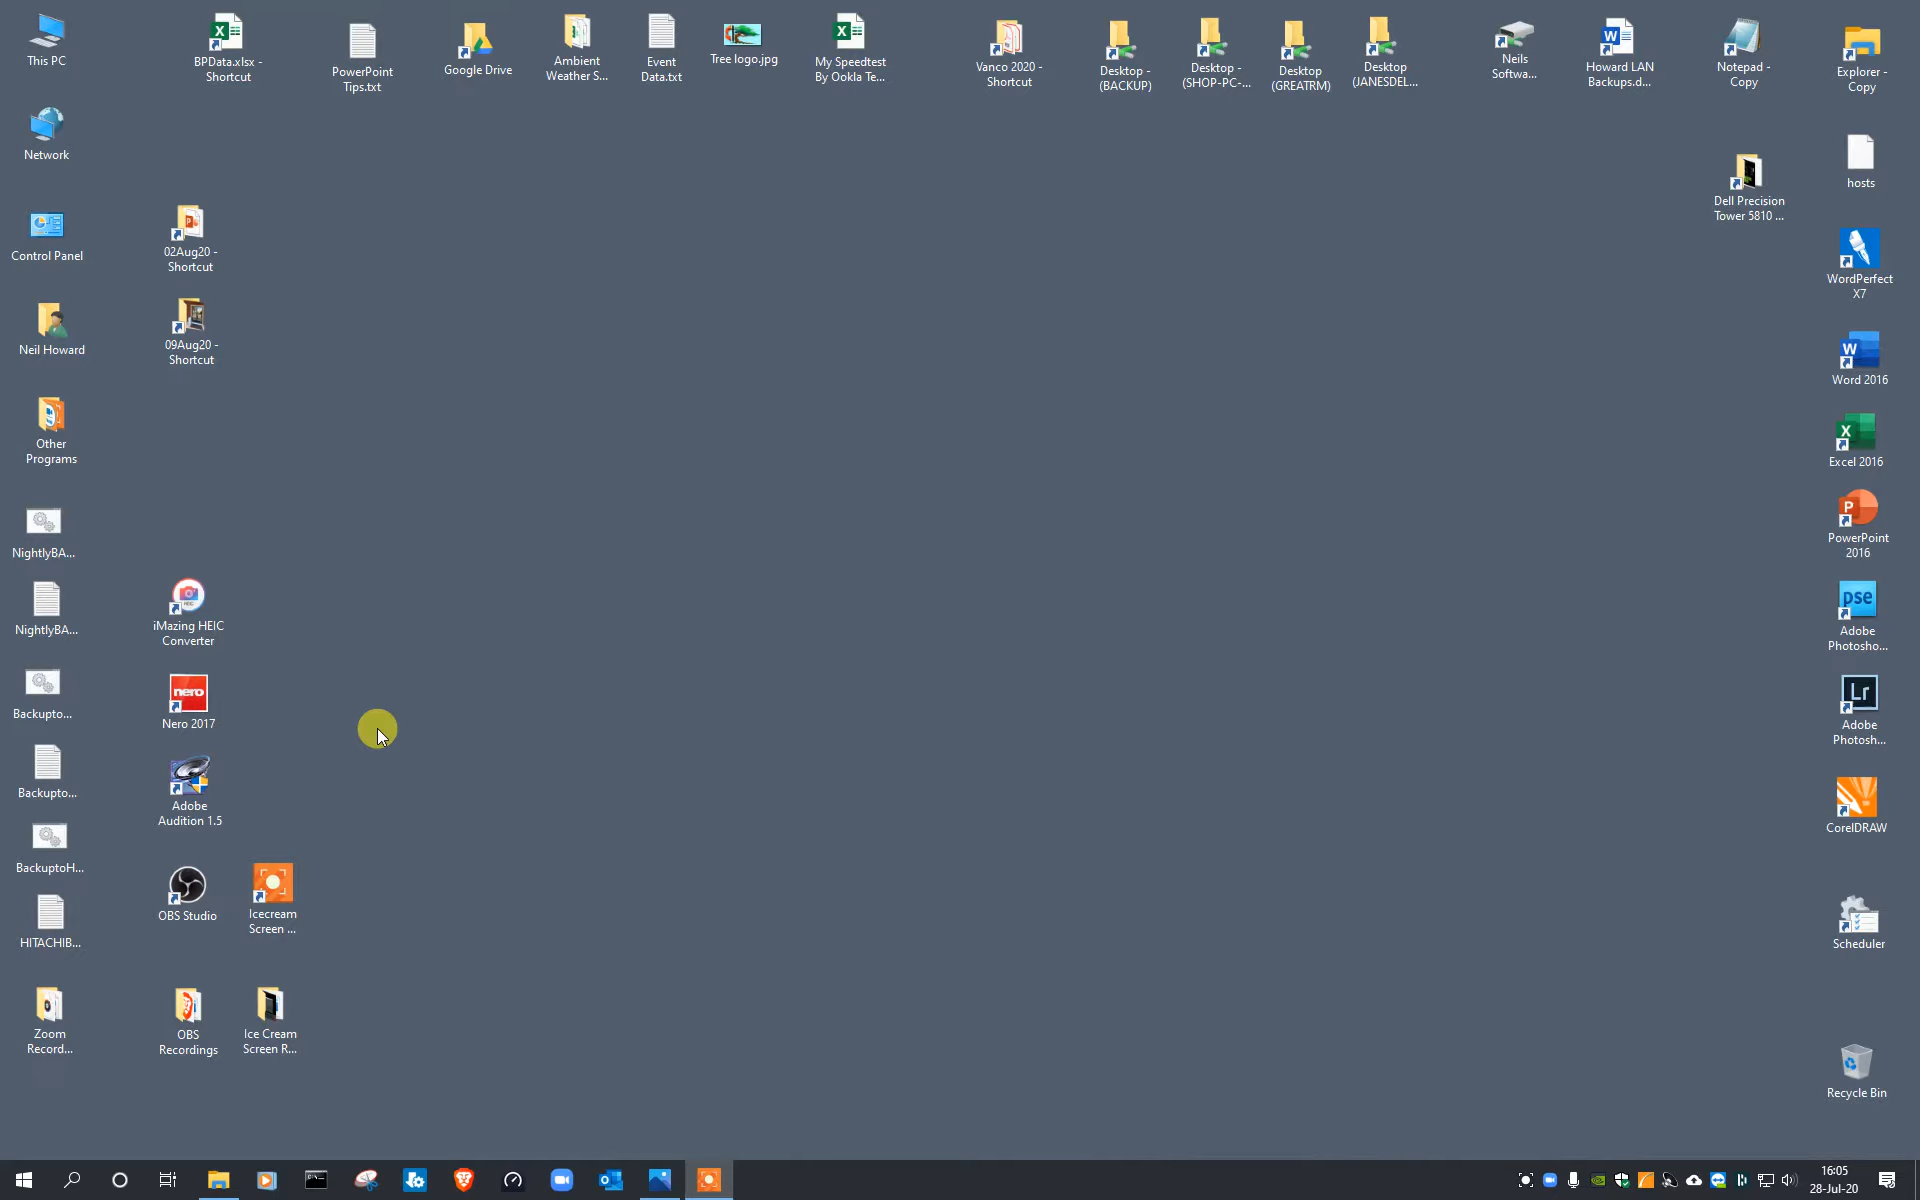 This PC
BPData.xlsx -
Shortcut
PowerPoint
Tips.txt
Google Drive
Ambient
Weather S...
Event
Data.txt
Tree logo.jpg
My Speedtest
By Ookla Te...
Vanco 2020 -
Shortcut
Desktop -
(BACKUP)
Desktop -
(SHOP-PC-...
Desktop
(GREATRM)
Desktop
(JANESDEL...
Neils
Softwa...
Howard LAN
Backups.d...
Notepad -
Copy
Explorer -
Copy
Network
hosts
Dell Precision
Tower 5810 ...
Control Panel
02Aug20 -
Shortcut
WordPerfect
X7
Neil Howard
09Aug20 -
Shortcut
Word 2016
Other
Programs
Excel 2016
NightlyBA...
PowerPoint
2016
NightlyBA...
HEIC
iMazing HEIC
Converter
pse
Adobe
Photosho...
Backupto...
nero
Nero 2017
Lr
Adobe
Photosh...
Backupto...
Adobe
Audition 1.5
CorelDRAW
BackuptoH...
OBS Studio
Icecream
Screen ...
HITACHIB...
Scheduler
Zoom
Record...
OBS
Recordings
Ice Cream
Screen R...
Recycle Bin
16:05
28-Jul-20